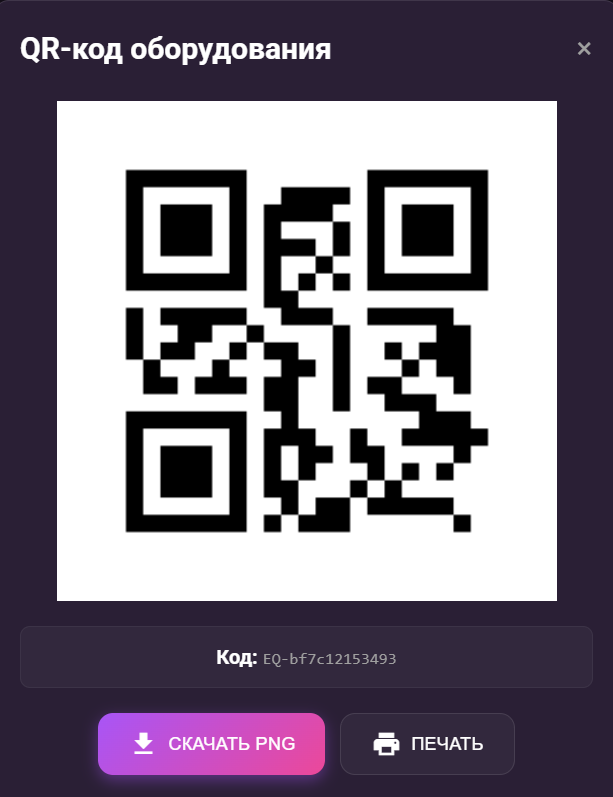 QR-код оборудования
×
Код: EQ-bf7c12153493
СКАЧАТЬ PNG
ПЕЧАТЬ